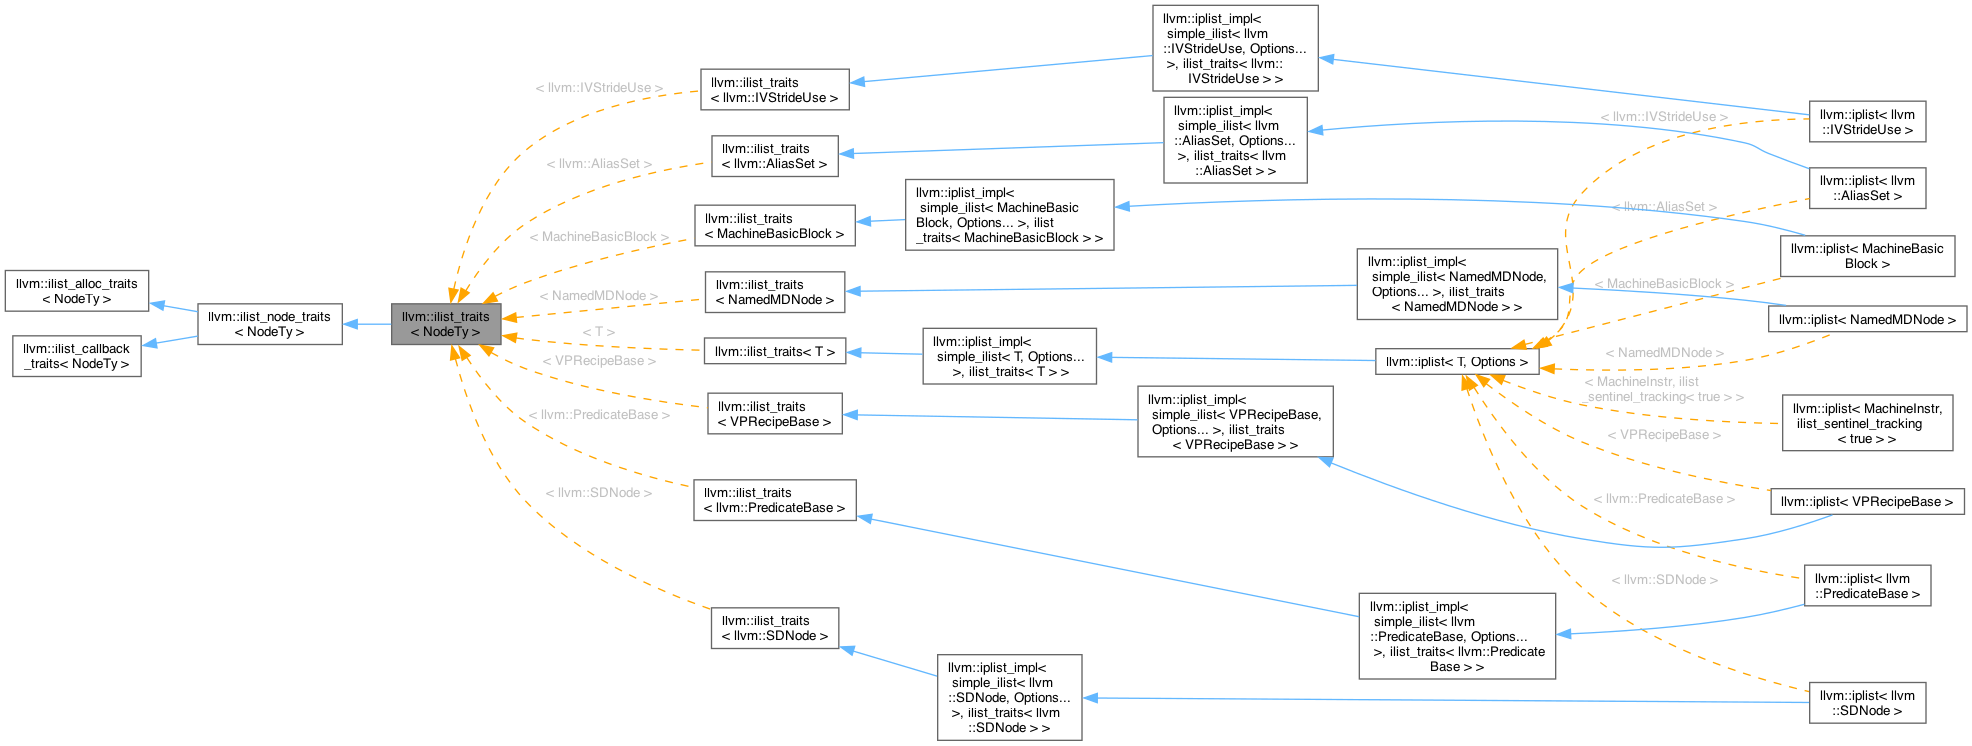 llvm::ilist_alloc_traits
< NodeTy >
llvm::ilist_callback
_traits< NodeTy >
llvm::ilist_node_traits
< NodeTy >
llvm::ilist_traits
< NodeTy >
< llvm::IVStrideUse >
< llvm::AliasSet >
< MachineBasicBlock >
< NamedMDNode >
< T >
< VPRecipeBase >
< llvm::PredicateBase >
< llvm::SDNode >
llvm::ilist_traits
< llvm::IVStrideUse >
llvm::ilist_traits
< llvm::AliasSet >
llvm::ilist_traits
< MachineBasicBlock >
llvm::ilist_traits
< NamedMDNode >
llvm::ilist_traits< T >
llvm::ilist_traits
< VPRecipeBase >
llvm::ilist_traits
< llvm::PredicateBase >
llvm::ilist_traits
< llvm::SDNode >
llvm::iplist_impl<
simple_ilist< llvm
::IVStrideUse, Options...
>, ilist_traits< llvm::
IVStrideUse > >
llvm::iplist_impl<
simple_ilist< llvm
::AliasSet, Options...
>, ilist_traits< llvm
::AliasSet > >
llvm::iplist_impl<
simple_ilist< MachineBasic
Block, Options... >, ilist
_traits< MachineBasicBlock > >
llvm::iplist_impl<
simple_ilist< NamedMDNode,
Options... >, ilist_traits
< NamedMDNode > >
llvm::iplist_impl<
simple_ilist< T, Options...
>, ilist_traits< T > >
llvm::iplist_impl<
simple_ilist< VPRecipeBase,
Options... >, ilist_traits
< VPRecipeBase > >
llvm::iplist_impl<
simple_ilist< llvm
::PredicateBase, Options...
>, ilist_traits< llvm::Predicate
Base > >
llvm::iplist_impl<
simple_ilist< llvm
::SDNode, Options...
>, ilist_traits< llvm
::SDNode > >
llvm::iplist< T, Options >
< llvm::IVStrideUse >
< llvm::AliasSet >
< MachineBasicBlock >
< NamedMDNode >
< MachineInstr, ilist
_sentinel_tracking< true > >
< VPRecipeBase >
< llvm::PredicateBase >
< llvm::SDNode >
llvm::iplist< llvm
::IVStrideUse >
llvm::iplist< llvm
::AliasSet >
llvm::iplist< MachineBasic
Block >
llvm::iplist< NamedMDNode >
llvm::iplist< MachineInstr,
ilist_sentinel_tracking
< true > >
llvm::iplist< VPRecipeBase >
llvm::iplist< llvm
::PredicateBase >
llvm::iplist< llvm
::SDNode >